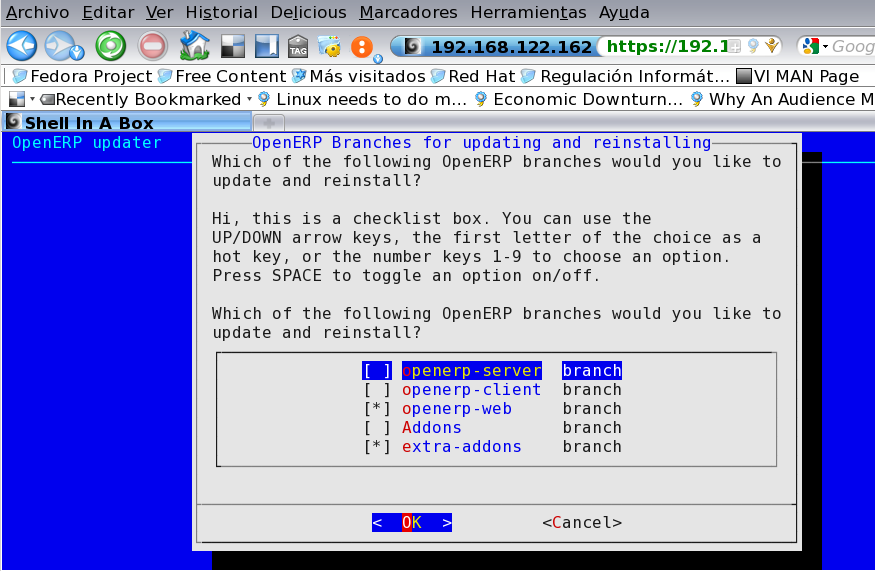 Archivo Editar Ver Historial Delicious Marcadores Herramientas Ayuda
TAG 192.168.122.162 https://192.1 Goog
Fedora Project Free Content Más visitados Red Hat Regulación Informát... VI MAN Page
Recently Bookmarked Linux needs to do m... Economic Downturn... Why An Audience M
Shell In A Box
OpenERP updater
OpenERP Branches for updating and reinstalling
Which of the following OpenERP branches would you like to
update and reinstall?
Hi, this is a checklist box. You can use the
UP/DOWN arrow keys, the first letter of the choice as a
hot key, or the number keys 1-9 to choose an option.
Press SPACE to toggle an option on/off.
Which of the following OpenERP branches would you like to
update and reinstall?
[ ] openerp-server branch
[ ] openerp-client branch
[*] openerp-web branch
[ ] Addons branch
[*] extra-addons branch
< OK > <Cancel>